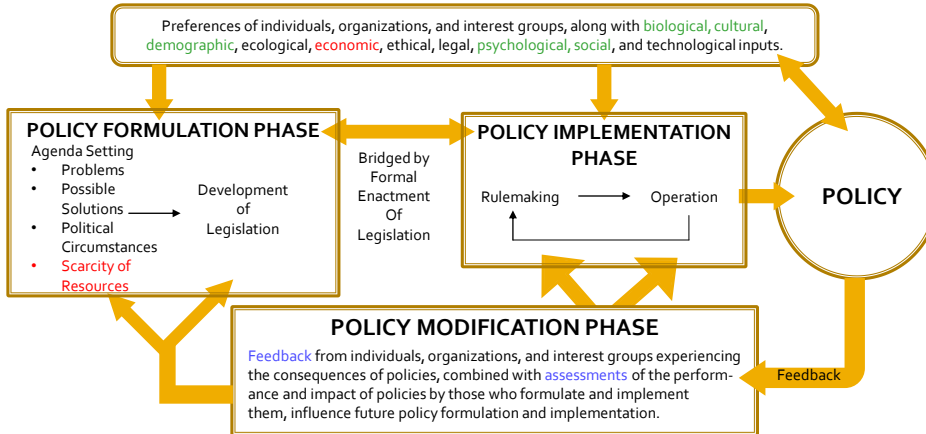 Preferences of individuals, organizations, and interest groups, along with biological, cultural,
demographic, ecological, economic, ethical, legal, psychological, social, and technological inputs.
POLICY FORMULATION PHASE
Agenda Setting
• Problems
• Possible
Solutions
• Political
Circumstances
• Scarcity of
Resources
Development
of
Legislation
Bridged by
Formal
Enactment
Of
Legislation
POLICY IMPLEMENTATION
PHASE
Rulemaking
Operation
POLICY
POLICY MODIFICATION PHASE
Feedback from individuals, organizations, and interest groups experiencing
the consequences of policies, combined with assessments of the perform-
ance and impact of policies by those who formulate and implement
them, influence future policy formulation and implementation.
Feedback